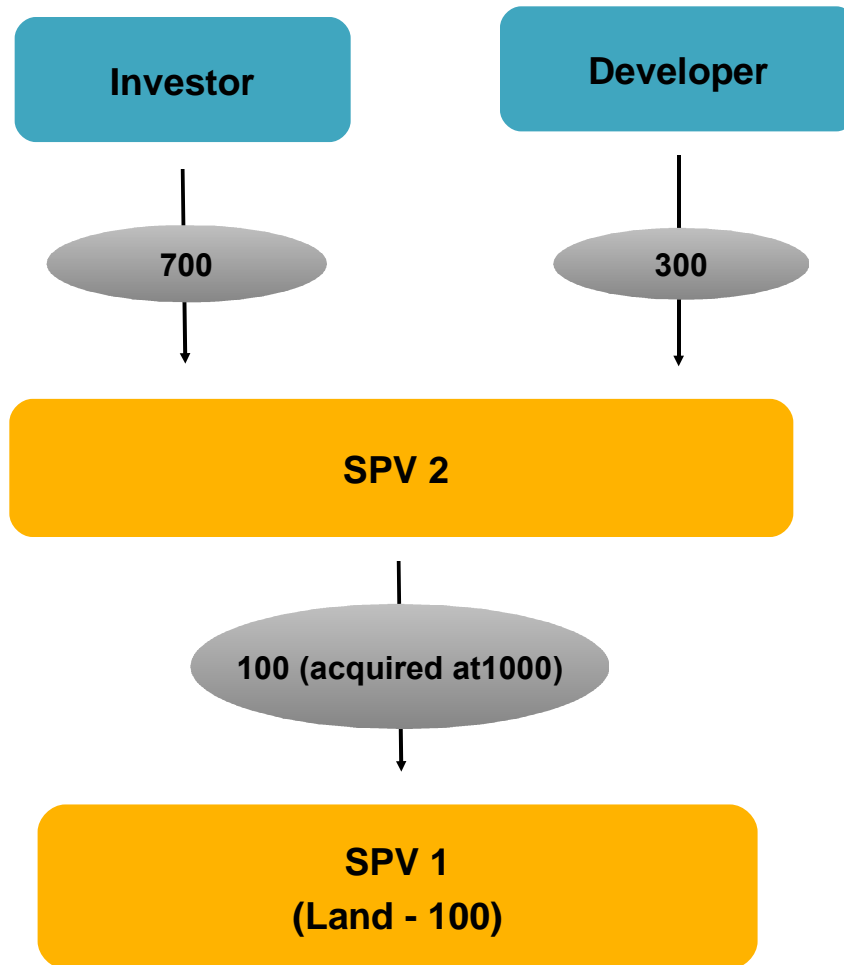 Investor
Developer
700
300
SPV 2
100 (acquired at1000)
SPV 1
(Land - 100)